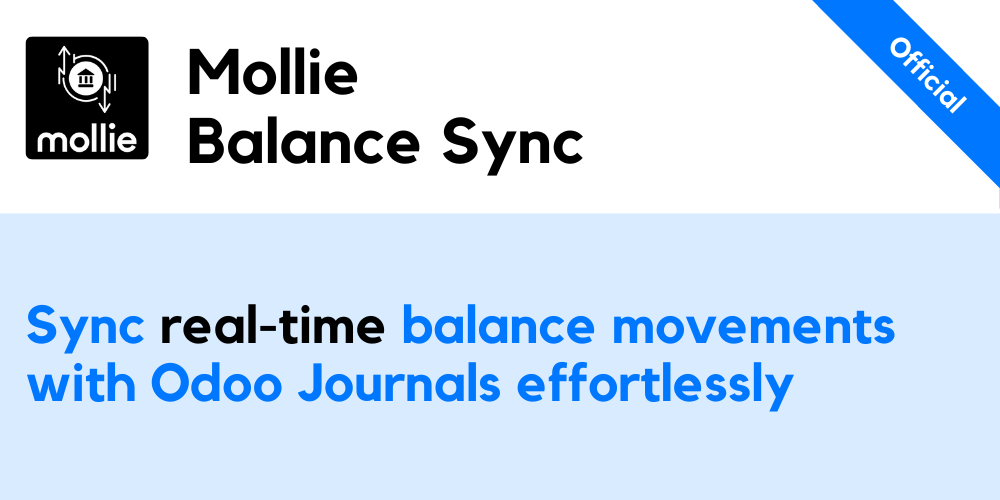 Mollie
Balance Sync
mollie
Official
Sync real-time balance movements
with Odoo Journals effortlessly